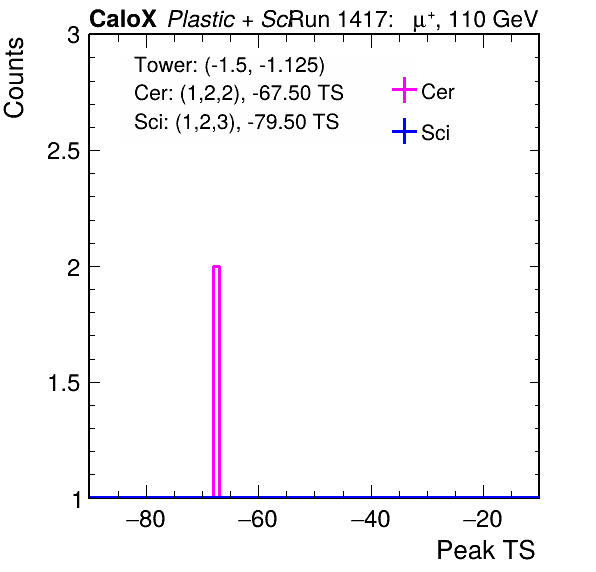 CaloX Plastic + Sci Run 1417: μ⁺, 110 GeV
Counts
Tower: (-1.5, -1.125)
Cer: (1,2,2), -67.50 TS
Sci: (1,2,3), -79.50 TS
Cer
Sci
3
2.5
2
1.5
1
−80 −60 −40 −20
Peak TS